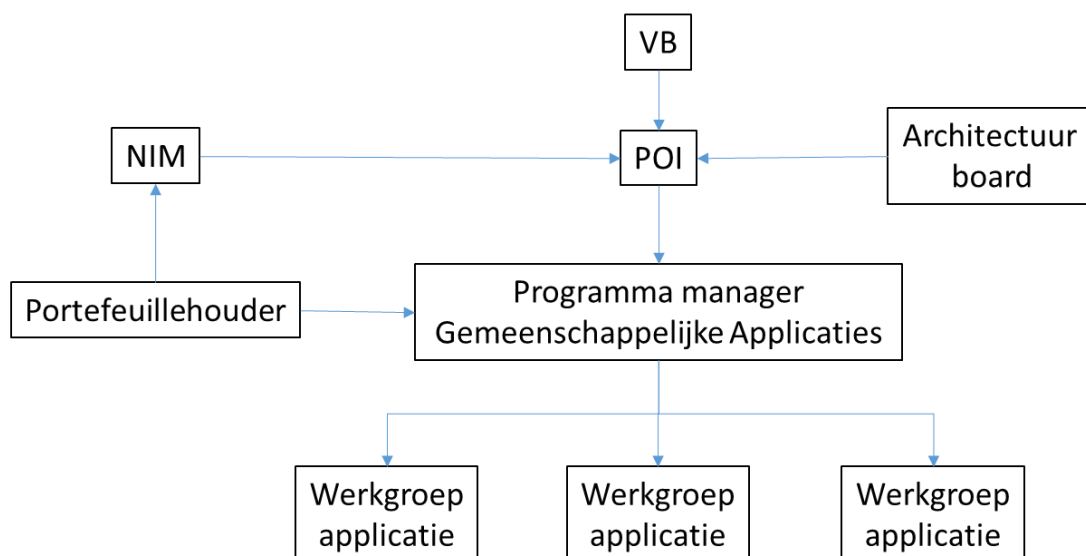 VB
NIM
POI
Architectuur
board
Portefeuillehouder
Programma manager
Gemeenschappelijke Applicaties
Werkgroep
applicatie
Werkgroep
applicatie
Werkgroep
applicatie